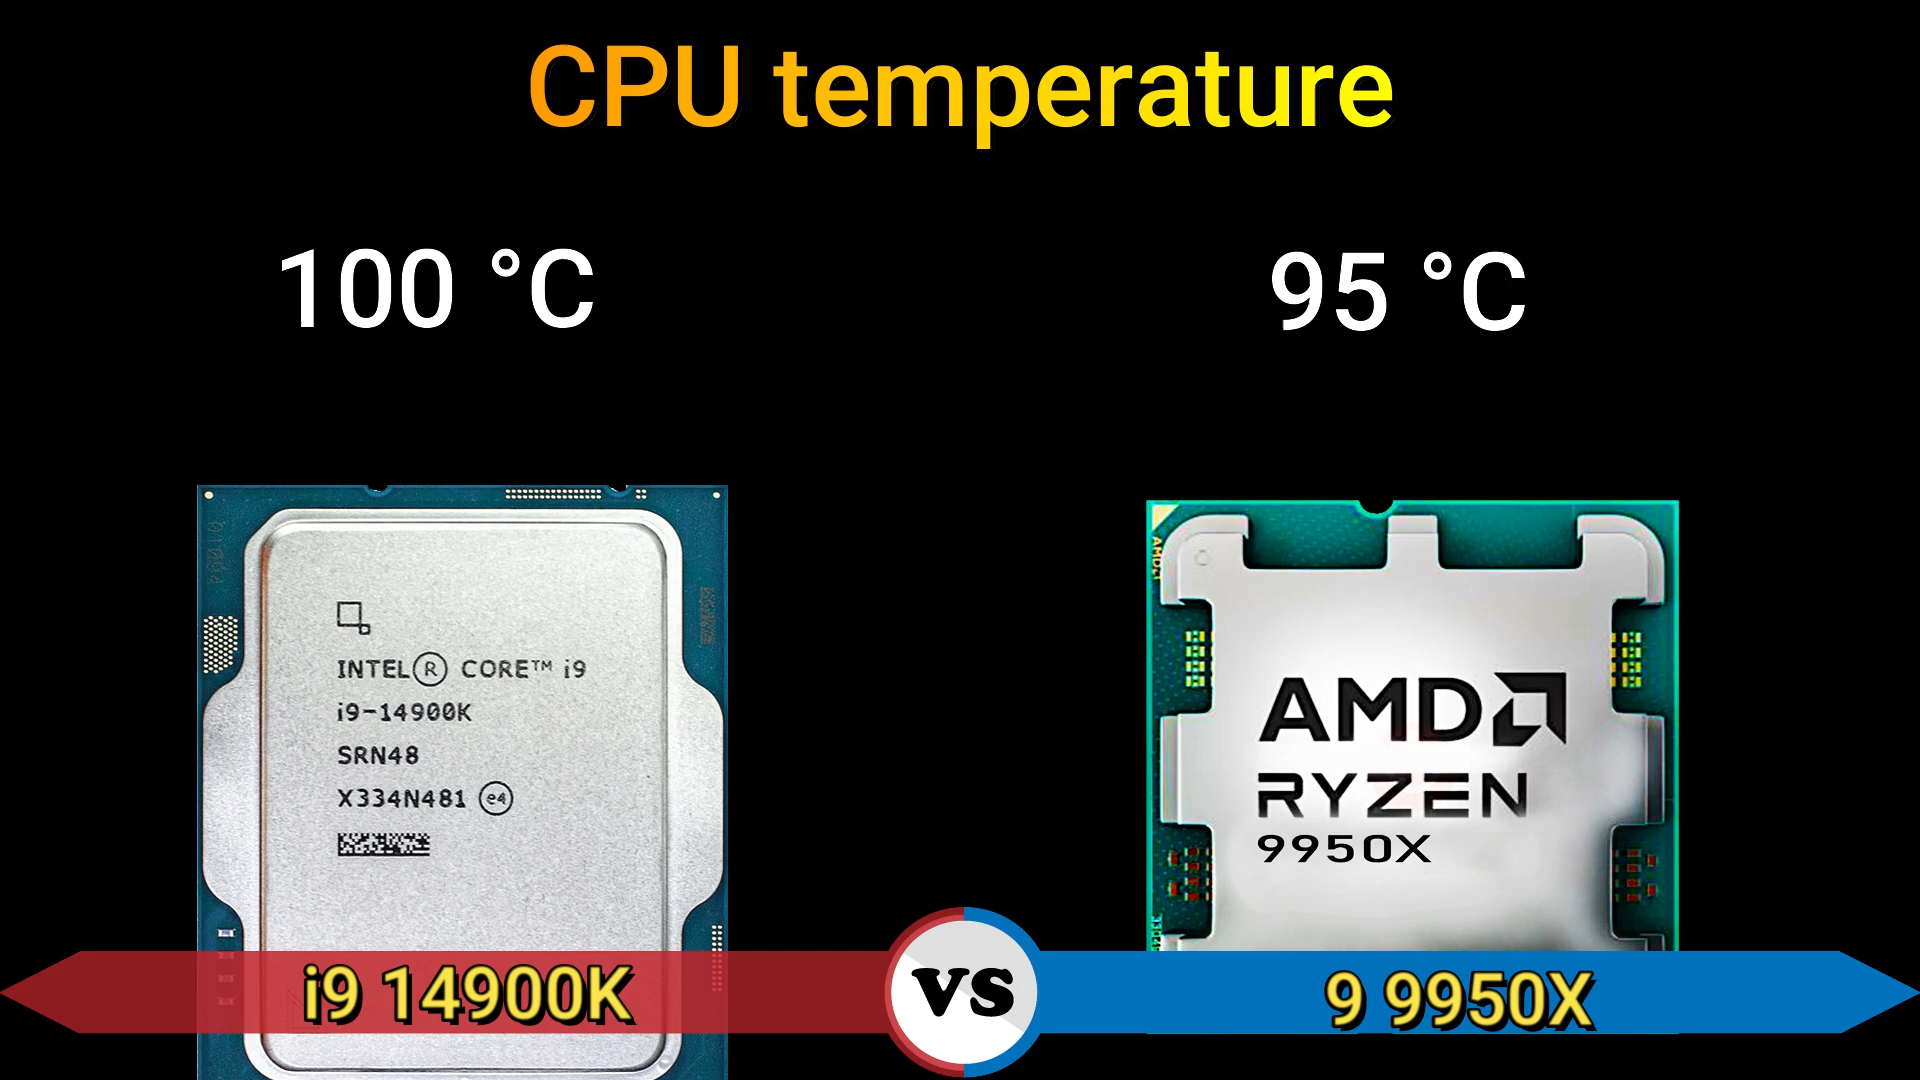 CPU temperature
100 °C
95 °C
INTEL® CORE™ i9
i9-14900K
SRN48
X334N481 e4
AMD
RYZEN
9950X
i9 14900K
VS
9 9950X